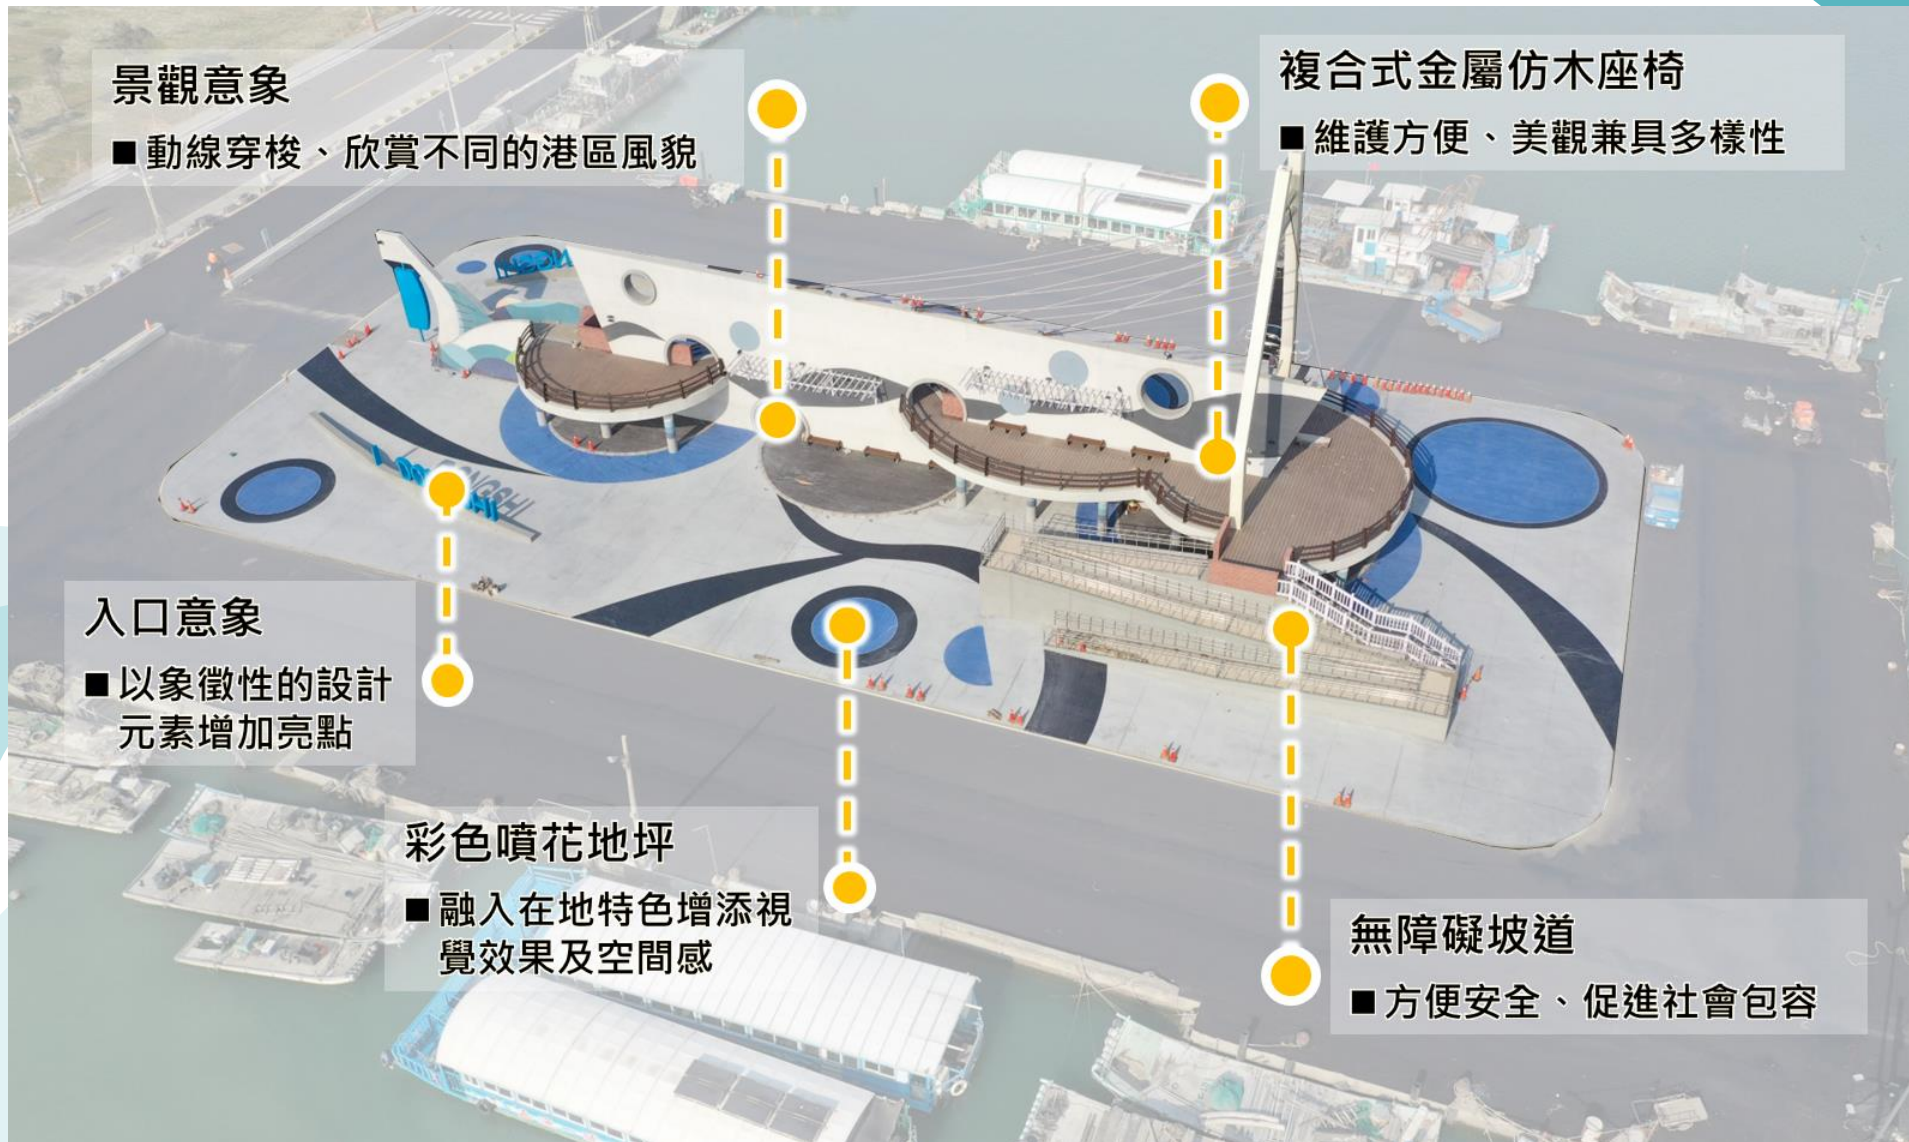 景觀意象
■動線穿梭、欣賞不同的港區風貌
複合式金屬仿木座椅
■維護方便、美觀兼具多樣性
入口意象
■以象徵性的設計
元素增加亮點
彩色噴花地坪
■融入在地特色增添視
覺效果及空間感
無障礙坡道
■方便安全、促進社會包容